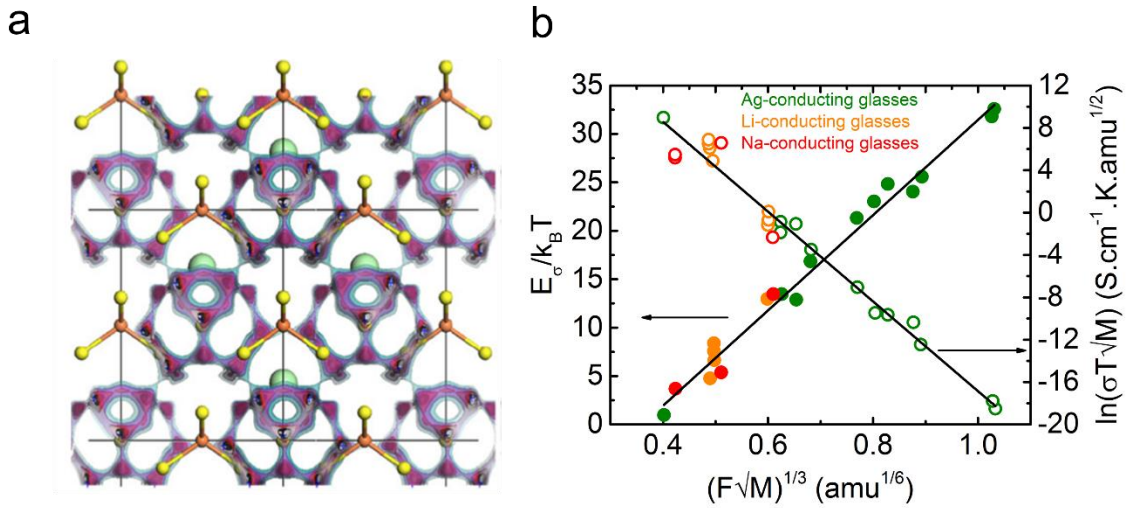 a
b
35
30
25
20
15
10
5
0
E_σ/k_BT
Ag-conducting glasses
Li-conducting glasses
Na-conducting glasses
12
8
4
0
-4
-8
-12
-16
-20
ln(σT√M) (S.cm⁻¹.K.amu^{1/2})
0.4 0.6 0.8 1.0
(F√M)^{1/3} (amu^{1/6})